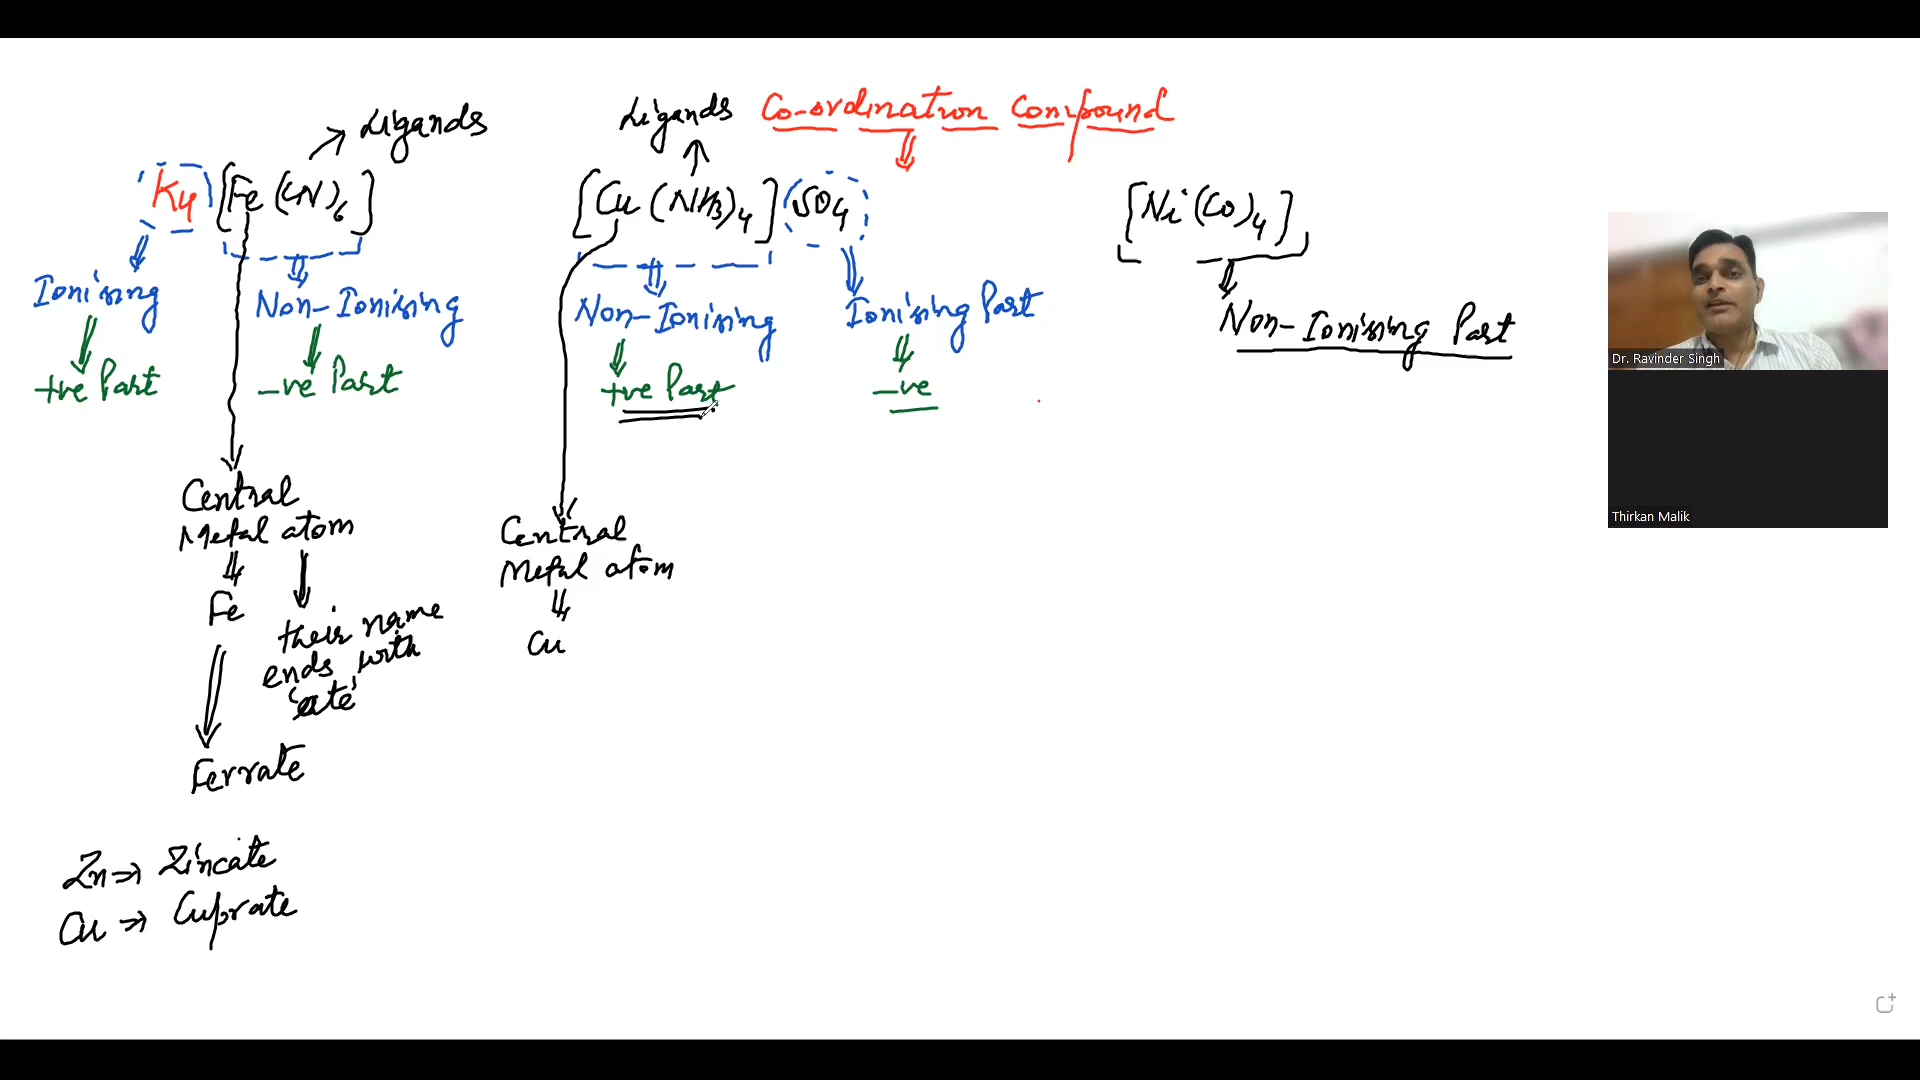 Co-ordination Compound
Ligands
K4 [Fe (CN)6]
Ionising
+ve Part
Non-Ionising
-ve Part
Central
Metal atom
Fe
their name
ends with
'ate'
Ferrate
Zn ⇒ Zincate
Cu ⇒ Cuprate
Ligands
[Cu (NH3)4] SO4
Non-Ionising
+ve Part
Ionising Part
-ve
Central
Metal atom
Cu
[Ni (CO)4]
Non-Ionising Part
Dr. Ravinder Singh
Thirkan Malik